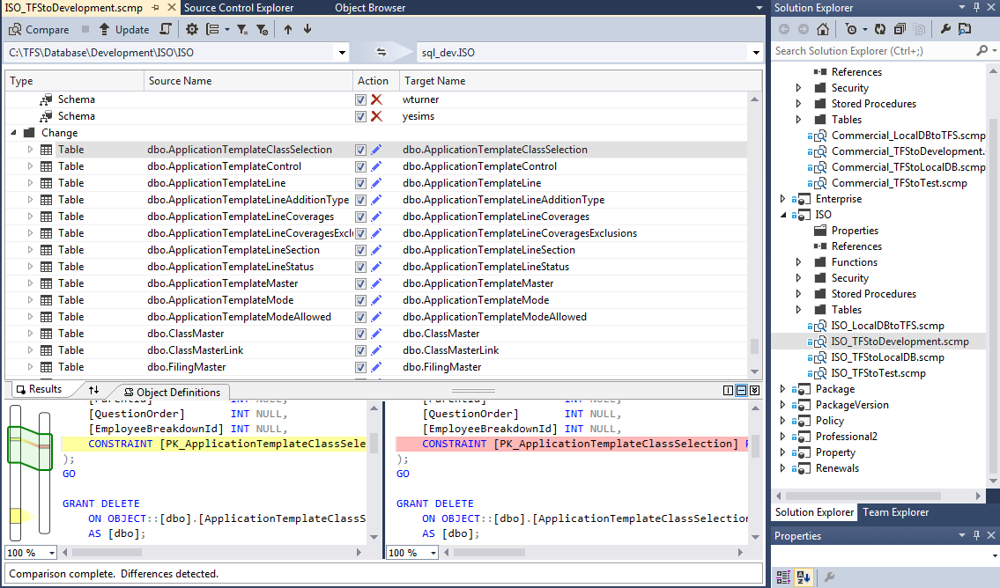 ISO_TFStoDevelopment.scmp
Source Control Explorer
Object Browser
Compare
Update
C:\TFS\Database\Development\ISO\ISO
sql_dev.ISO
Type Source Name Action Target Name
Schema wturner
Schema yesims
Change
Table dbo.ApplicationTemplateClassSelection dbo.ApplicationTemplateClassSelection
Table dbo.ApplicationTemplateControl dbo.ApplicationTemplateControl
Table dbo.ApplicationTemplateLine dbo.ApplicationTemplateLine
Table dbo.ApplicationTemplateLineAdditionType dbo.ApplicationTemplateLineAdditionType
Table dbo.ApplicationTemplateLineCoverages dbo.ApplicationTemplateLineCoverages
Table dbo.ApplicationTemplateLineCoveragesExcl dbo.ApplicationTemplateLineCoveragesExclusions
Table dbo.ApplicationTemplateLineSection dbo.ApplicationTemplateLineSection
Table dbo.ApplicationTemplateLineStatus dbo.ApplicationTemplateLineStatus
Table dbo.ApplicationTemplateMaster dbo.ApplicationTemplateMaster
Table dbo.ApplicationTemplateMode dbo.ApplicationTemplateMode
Table dbo.ApplicationTemplateModeAllowed dbo.ApplicationTemplateModeAllowed
Table dbo.ClassMaster dbo.ClassMaster
Table dbo.ClassMasterLink dbo.ClassMasterLink
Table dbo.FilingMaster dbo.FilingMaster
Results
Object Definitions
[ParentId] INT NULL,
[QuestionOrder] INT NULL,
[EmployeeBreakdownId] INT NULL,
CONSTRAINT [PK_ApplicationTemplateClassSele
);
GO
GRANT DELETE
ON OBJECT::[dbo].[ApplicationTemplateClassS
AS [dbo];
100 %
[ParentId] INT NULL,
[QuestionOrder] INT NULL,
[EmployeeBreakdownId] INT NULL,
CONSTRAINT [PK_ApplicationTemplateClassSelection] P
);
GO
GRANT DELETE
ON OBJECT::[dbo].[ApplicationTemplateClassSelection
AS [dbo];
100 %
Comparison complete. Differences detected.
Solution Explorer
Search Solution Explorer (Ctrl+;)
References
Security
Stored Procedures
Tables
Commercial_LocalDBtoTFS.scmp
Commercial_TFStoDevelopment.
Commercial_TFStoLocalDB.scmp
Commercial_TFStoTest.scmp
Enterprise
ISO
Properties
References
Functions
Security
Stored Procedures
Tables
ISO_LocalDBtoTFS.scmp
ISO_TFStoDevelopment.scmp
ISO_TFStoLocalDB.scmp
ISO_TFStoTest.scmp
Package
PackageVersion
Policy
Professional2
Property
Renewals
Solution Explorer
Team Explorer
Properties